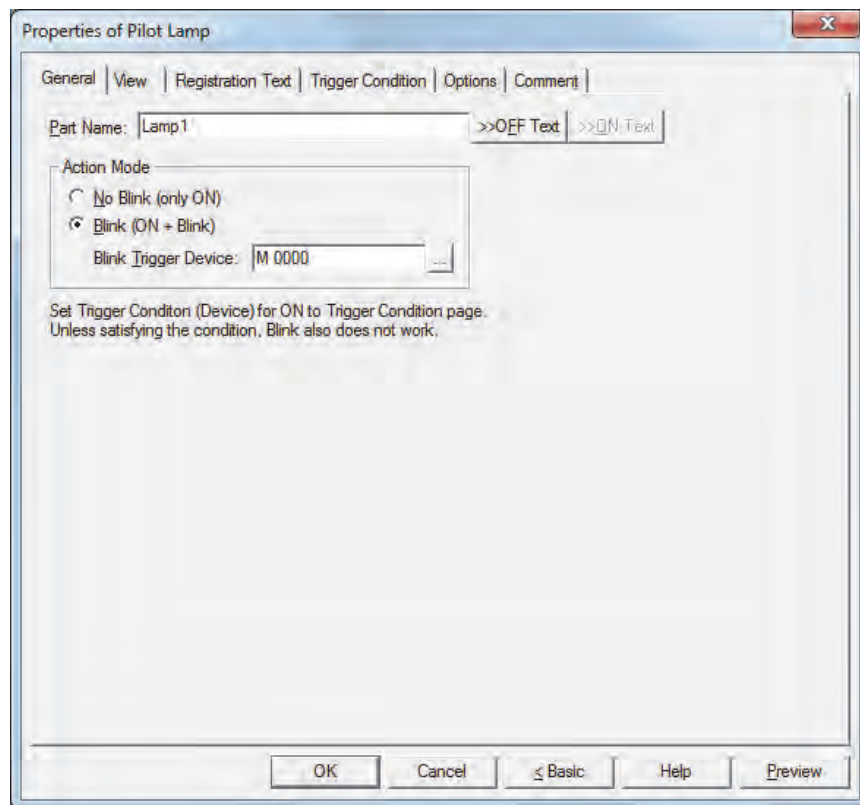 Properties of Pilot Lamp
General View Registration Text Trigger Condition Options Comment
Part Name: Lamp1 >>OFF Text >>ON Text
Action Mode
No Blink (only ON)
Blink (ON + Blink)
Blink Trigger Device: M 0000 ...
Set Trigger Conditon (Device) for ON to Trigger Condition page.
Unless satisfying the condition, Blink also does not work.
OK Cancel < Basic Help Preview